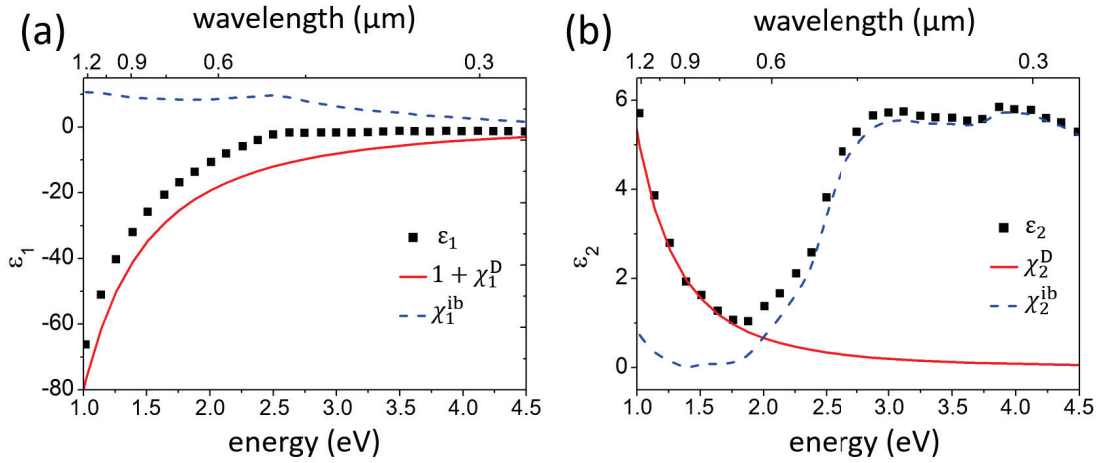 (a)
wavelength (μm)
1.2 0.9 0.6 0.3
0
-20
-40
-60
-80
ε₁
ε₁
1 + χ₁ᴰ
χ₁ⁱᵇ
1.0 1.5 2.0 2.5 3.0 3.5 4.0 4.5
energy (eV)
(b)
wavelength (μm)
1.2 0.9 0.6 0.3
6
4
2
0
ε₂
ε₂
χ₂ᴰ
χ₂ⁱᵇ
1.0 1.5 2.0 2.5 3.0 3.5 4.0 4.5
energy (eV)